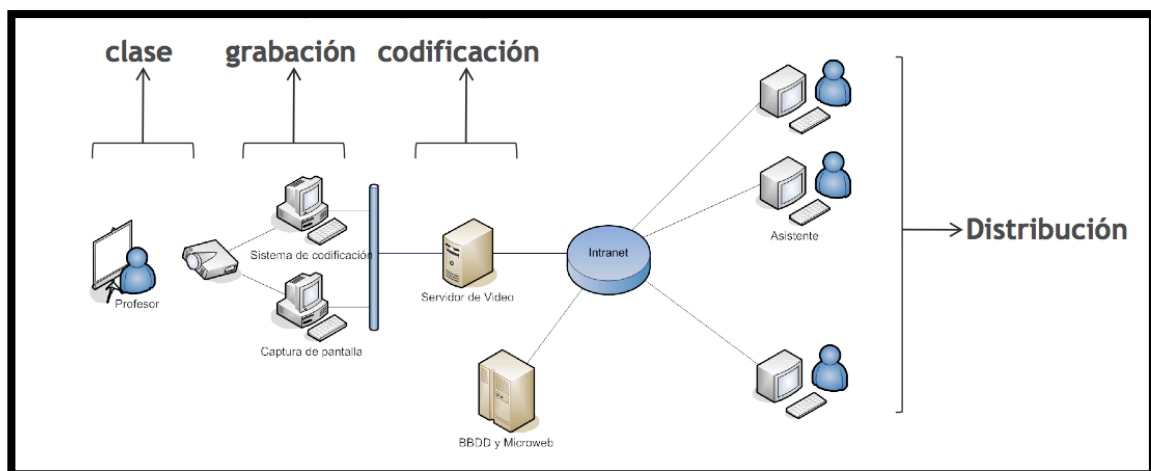 clase
grabación
codificación
Sistema de codificación
Profesor
Captura de pantalla
Servidor de Video
Intranet
BBDD y Microweb
Asistente
Distribución